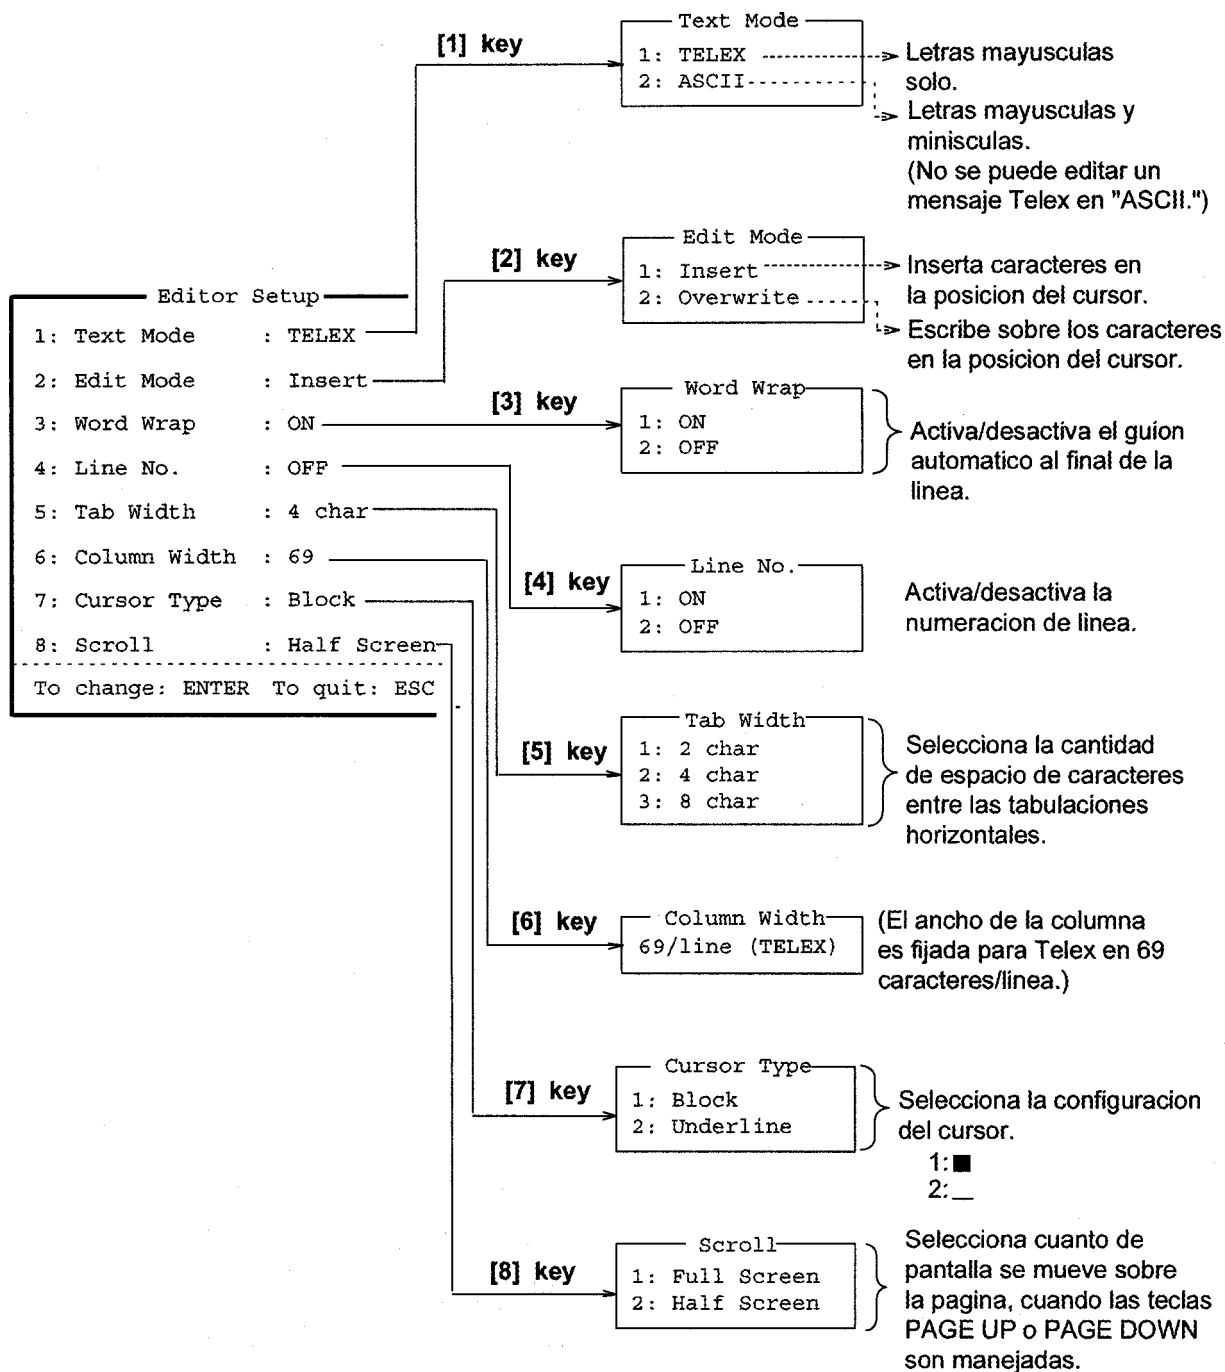 [1] key
Text Mode
1: TELEX
2: ASCII
Letras mayusculas
solo.
Letras mayusculas y
minisculas.
(No se puede editar un
mensaje Telex en "ASCII.")
[2] key
Edit Mode
1: Insert
2: Overwrite
Inserta caracteres en
la posicion del cursor.
Escribe sobre los caracteres
en la posicion del cursor.
Editor Setup
1: Text Mode : TELEX
2: Edit Mode : Insert
3: Word Wrap : ON
4: Line No. : OFF
5: Tab Width : 4 char
6: Column Width : 69
7: Cursor Type : Block
8: Scroll : Half Screen
To change: ENTER To quit: ESC
[3] key
Word Wrap
1: ON
2: OFF
Activa/desactiva el guion
automatico al final de la
linea.
[4] key
Line No.
1: ON
2: OFF
Activa/desactiva la
numeracion de linea.
[5] key
Tab Width
1: 2 char
2: 4 char
3: 8 char
Selecciona la cantidad
de espacio de caracteres
entre las tabulaciones
horizontales.
[6] key
Column Width
69/line (TELEX)
(El ancho de la columna
es fijada para Telex en 69
caracteres/linea.)
[7] key
Cursor Type
1: Block
2: Underline
Selecciona la configuracion
del cursor.
1: ■
2: _
[8] key
Scroll
1: Full Screen
2: Half Screen
Selecciona cuanto de
pantalla se mueve sobre
la pagina, cuando las teclas
PAGE UP o PAGE DOWN
son manejadas.